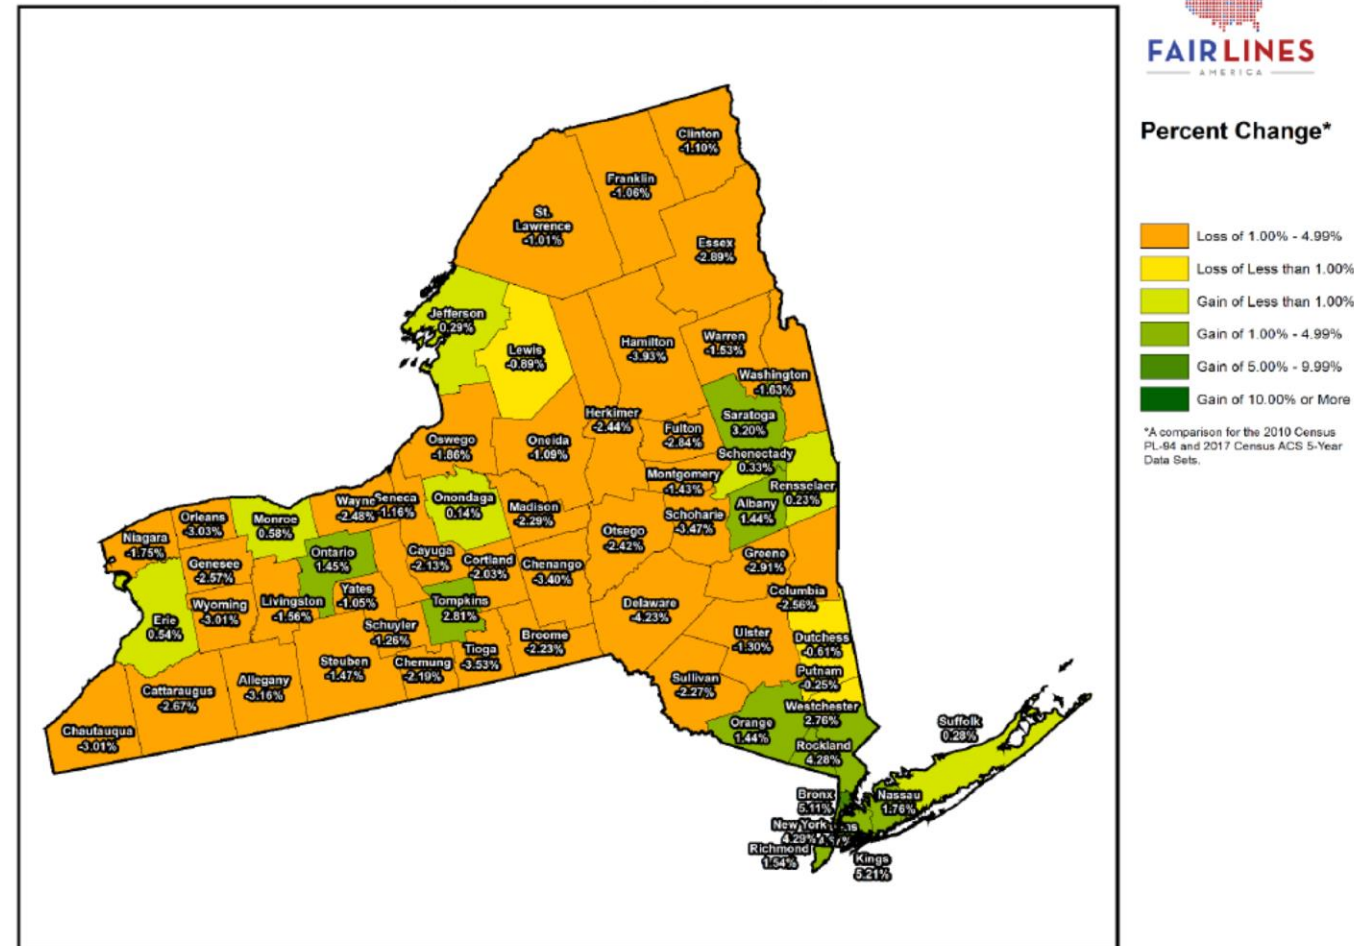 FAIR LINES
AMERICA
Percent Change*
Loss of 1.00% - 4.99%
Loss of Less than 1.00%
Gain of Less than 1.00%
Gain of 1.00% - 4.99%
Gain of 5.00% - 9.99%
Gain of 10.00% or More
*A comparison for the 2010 Census
PL-94 and 2017 Census ACS 5-Year
Data Sets.
Clinton
-1.10%
Franklin
-1.06%
St.
Lawrence
-1.01%
Essex
-2.89%
Jefferson
0.29%
Lewis
-0.89%
Hamilton
-3.93%
Warren
-1.53%
Washington
-1.63%
Herkimer
-2.44%
Saratoga
3.20%
Fulton
-2.84%
Oswego
-1.86%
Oneida
-1.09%
Schenectady
0.33%
Montgomery
-1.43%
Rensselaer
0.23%
Wayne
-2.48%
Seneca
-1.16%
Onondaga
0.14%
Madison
-2.29%
Albany
1.44%
Schoharie
-3.47%
Orleans
-3.03%
Monroe
0.58%
Niagara
-1.75%
Otsego
-2.42%
Ontario
1.45%
Cayuga
-2.13%
Cortland
-2.03%
Chenango
-3.40%
Greene
-2.91%
Genesee
-2.57%
Yates
-1.05%
Columbia
-2.56%
Wyoming
-3.01%
Livingston
-1.56%
Tompkins
2.81%
Delaware
-4.23%
Erie
0.54%
Schuyler
-1.26%
Broome
-2.23%
Ulster
-1.30%
Dutchess
-0.61%
Tioga
-3.53%
Steuben
-1.47%
Chemung
-2.19%
Putnam
-0.25%
Allegany
-3.16%
Cattaraugus
-2.67%
Sullivan
-2.27%
Westchester
2.76%
Orange
1.44%
Chautauqua
-3.01%
Suffolk
0.28%
Rockland
4.28%
Bronx
5.11%
Nassau
1.76%
New York
4.29%
Richmond
1.54%
Kings
5.21%